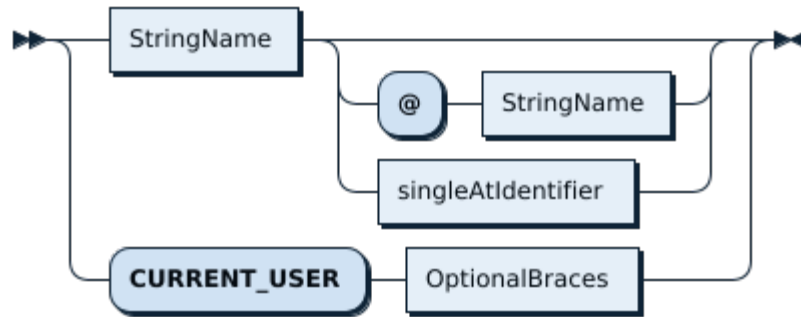 StringName
@ StringName
singleAtIdentifier
CURRENT_USER OptionalBraces